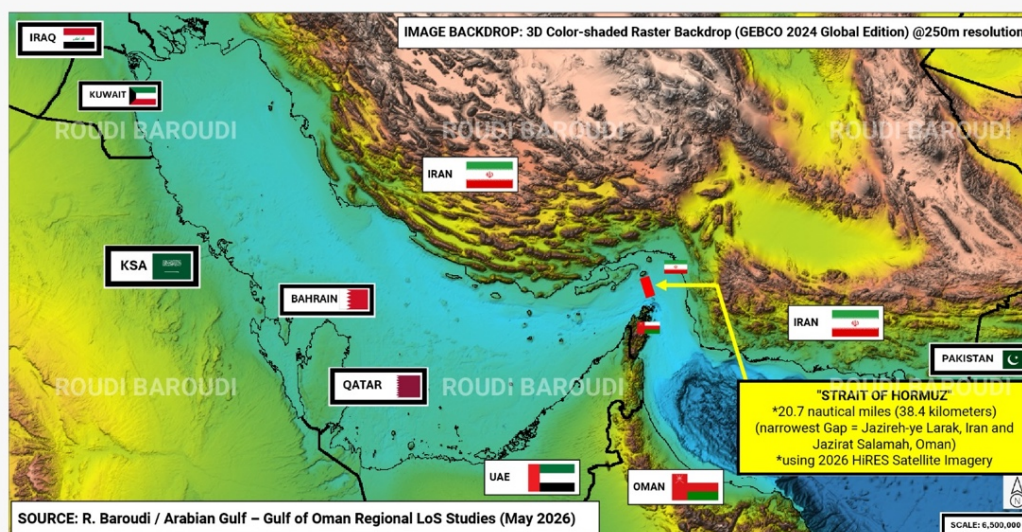 IRAQ
IMAGE BACKDROP: 3D Color-shaded Raster Backdrop (GEBCO 2024 Global Edition) @250m resolution
KUWAIT
ROUDI BAROUDI ROUDI BAROUDI ROUDI BAROUDI
IRAN
KSA
BAHRAIN
IRAN
PAKISTAN
QATAR
ROUDI BAROUDI ROUDI BAROUDI ROUDI BAROUDI
"STRAIT OF HORMUZ"
*20.7 nautical miles (38.4 kilometers)
(narrowest Gap = Jazireh-ye Larak, Iran and
Jazirat Salamah, Oman)
*using 2026 HiRES Satellite Imagery
UAE
OMAN
N
SOURCE: R. Baroudi / Arabian Gulf – Gulf of Oman Regional LoS Studies (May 2026)
SCALE: 6,500,000